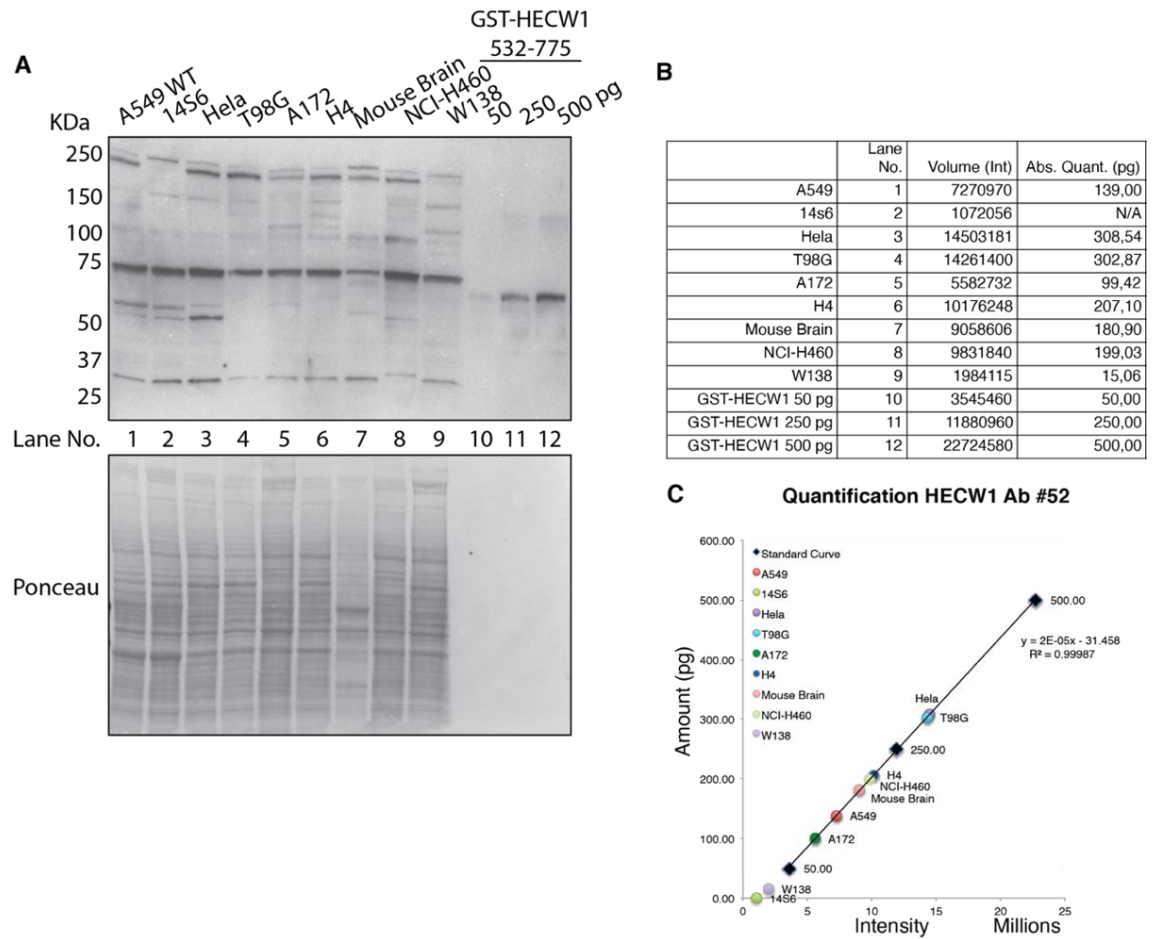 GST-HECW1
532-775
A
A549 WT
14S6
Hela
T98G
A172
H4
Mouse Brain
NCI-H460
W138
50
250
500 pg
KDa
250
150
100
75
50
37
25
Lane No. 1 2 3 4 5 6 7 8 9 10 11 12
Ponceau
B
Lane No. Volume (Int) Abs. Quant. (pg)
A549 1 7270970 139,00
14s6 2 1072056 N/A
Hela 3 14503181 308,54
T98G 4 14261400 302,87
A172 5 5582732 99,42
H4 6 10176248 207,10
Mouse Brain 7 9058606 180,90
NCI-H460 8 9831840 199,03
W138 9 1984115 15,06
GST-HECW1 50 pg 10 3545460 50,00
GST-HECW1 250 pg 11 11880960 250,00
GST-HECW1 500 pg 12 22724580 500,00
C
Quantification HECW1 Ab #52
600.00
500.00
400.00
300.00
200.00
100.00
0.00
Amount (pg)
Standard Curve
A549
14S6
Hela
T98G
A172
H4
Mouse Brain
NCI-H460
W138
500.00
y = 2E-05x - 31.458
R² = 0.99987
Hela
T98G
250.00
H4
NCI-H460
Mouse Brain
A549
A172
50.00
W138
14S6
0 5 10 15 20 25
Intensity Millions